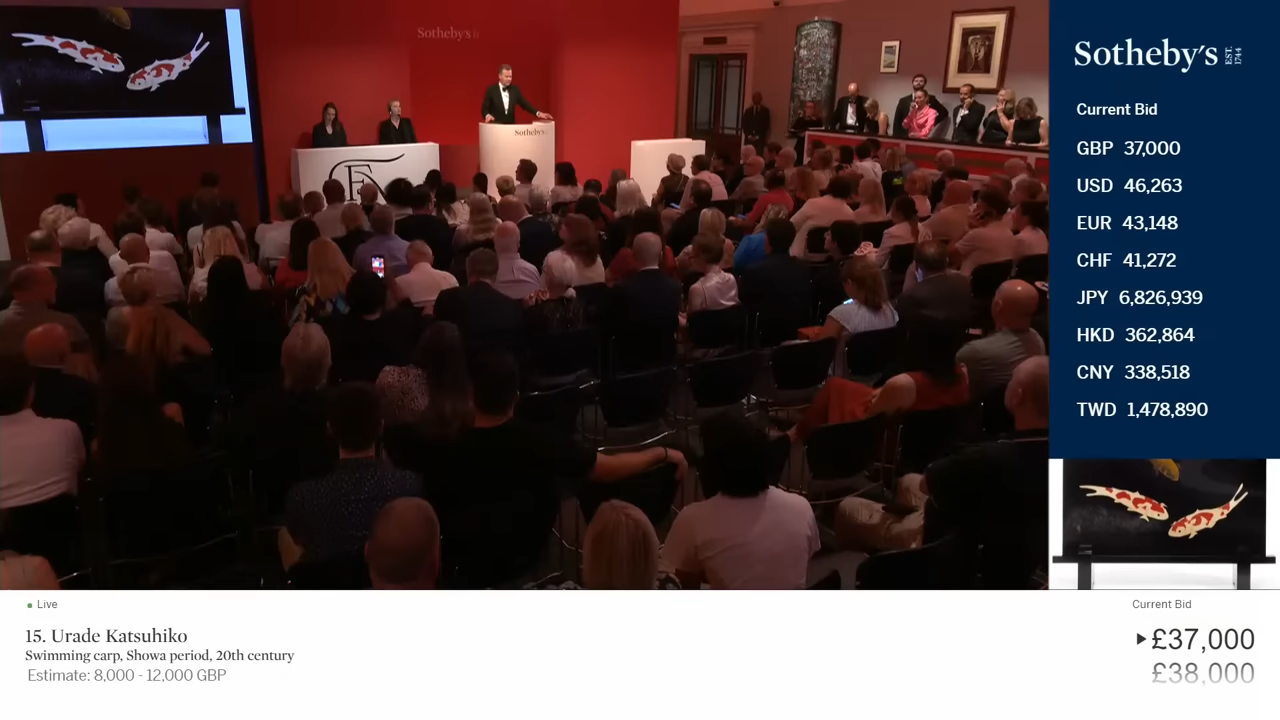 Sotheby's
Sotheby's
Sotheby's EST. 1744
Current Bid
GBP 37,000
USD 46,263
EUR 43,148
CHF 41,272
JPY 6,826,939
HKD 362,864
CNY 338,518
TWD 1,478,890
Live
Current Bid
15. Urade Katsuhiko
Swimming carp, Showa period, 20th century
Estimate: 8,000 - 12,000 GBP
£37,000
£38,000